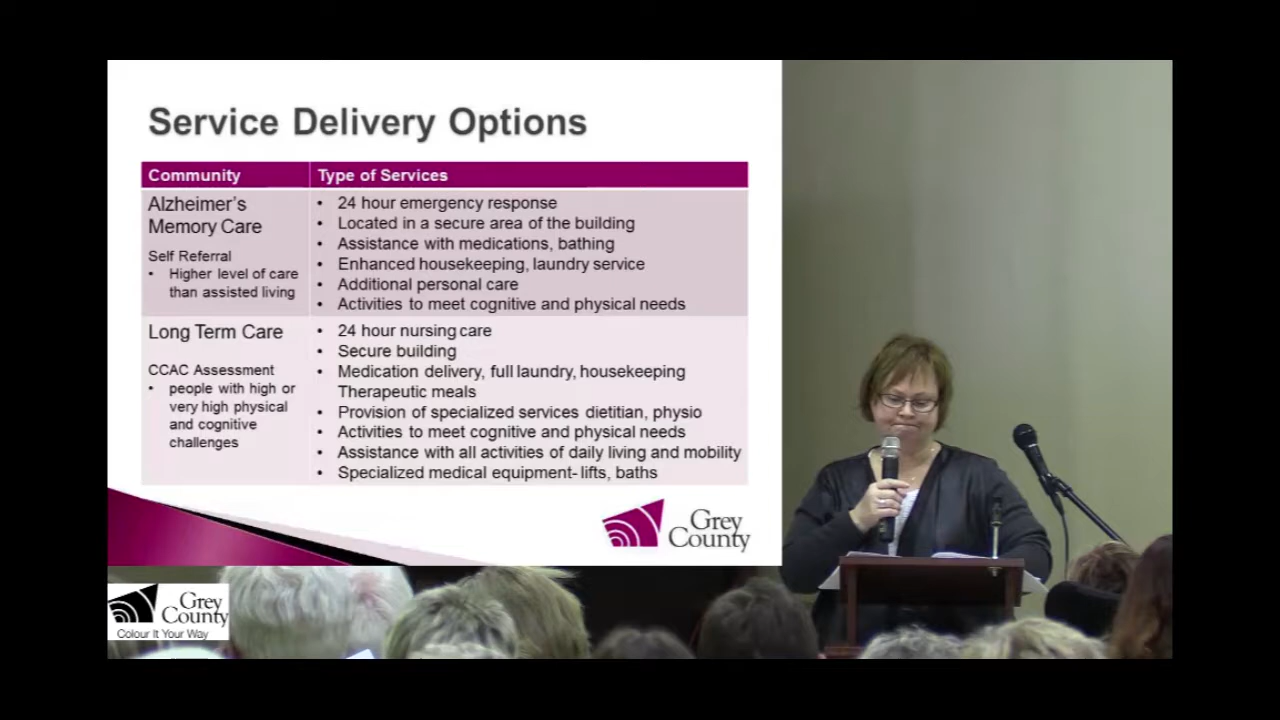 Service Delivery Options
Community
Type of Services
Alzheimer's
Memory Care
Self Referral
• Higher level of care
than assisted living
• 24 hour emergency response
• Located in a secure area of the building
• Assistance with medications, bathing
• Enhanced housekeeping, laundry service
• Additional personal care
• Activities to meet cognitive and physical needs
Long Term Care
CCAC Assessment
• people with high or
very high physical
and cognitive
challenges
• 24 hour nursing care
• Secure building
• Medication delivery, full laundry, housekeeping
Therapeutic meals
• Provision of specialized services dietitian, physio
• Activities to meet cognitive and physical needs
• Assistance with all activities of daily living and mobility
• Specialized medical equipment- lifts, baths
Grey
County
Grey
County
Colour It Your Way